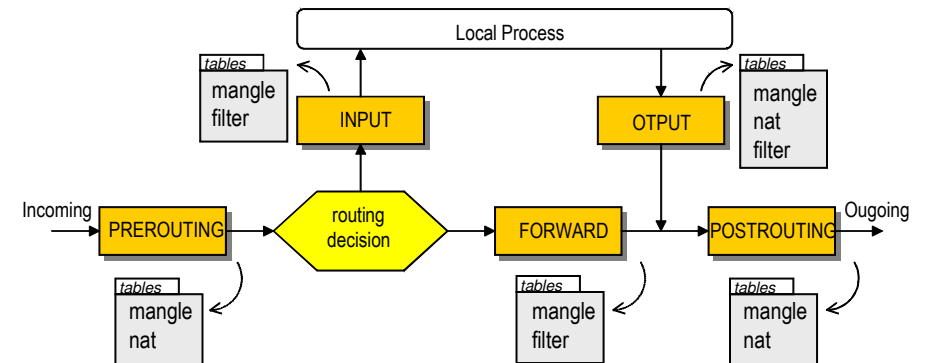 Local Process
tables
mangle
filter
INPUT
OTPUT
tables
mangle
nat
filter
Incoming
PREROUTING
routing
decision
FORWARD
POSTROUTING
Ougoing
tables
mangle
nat
tables
mangle
filter
tables
mangle
nat